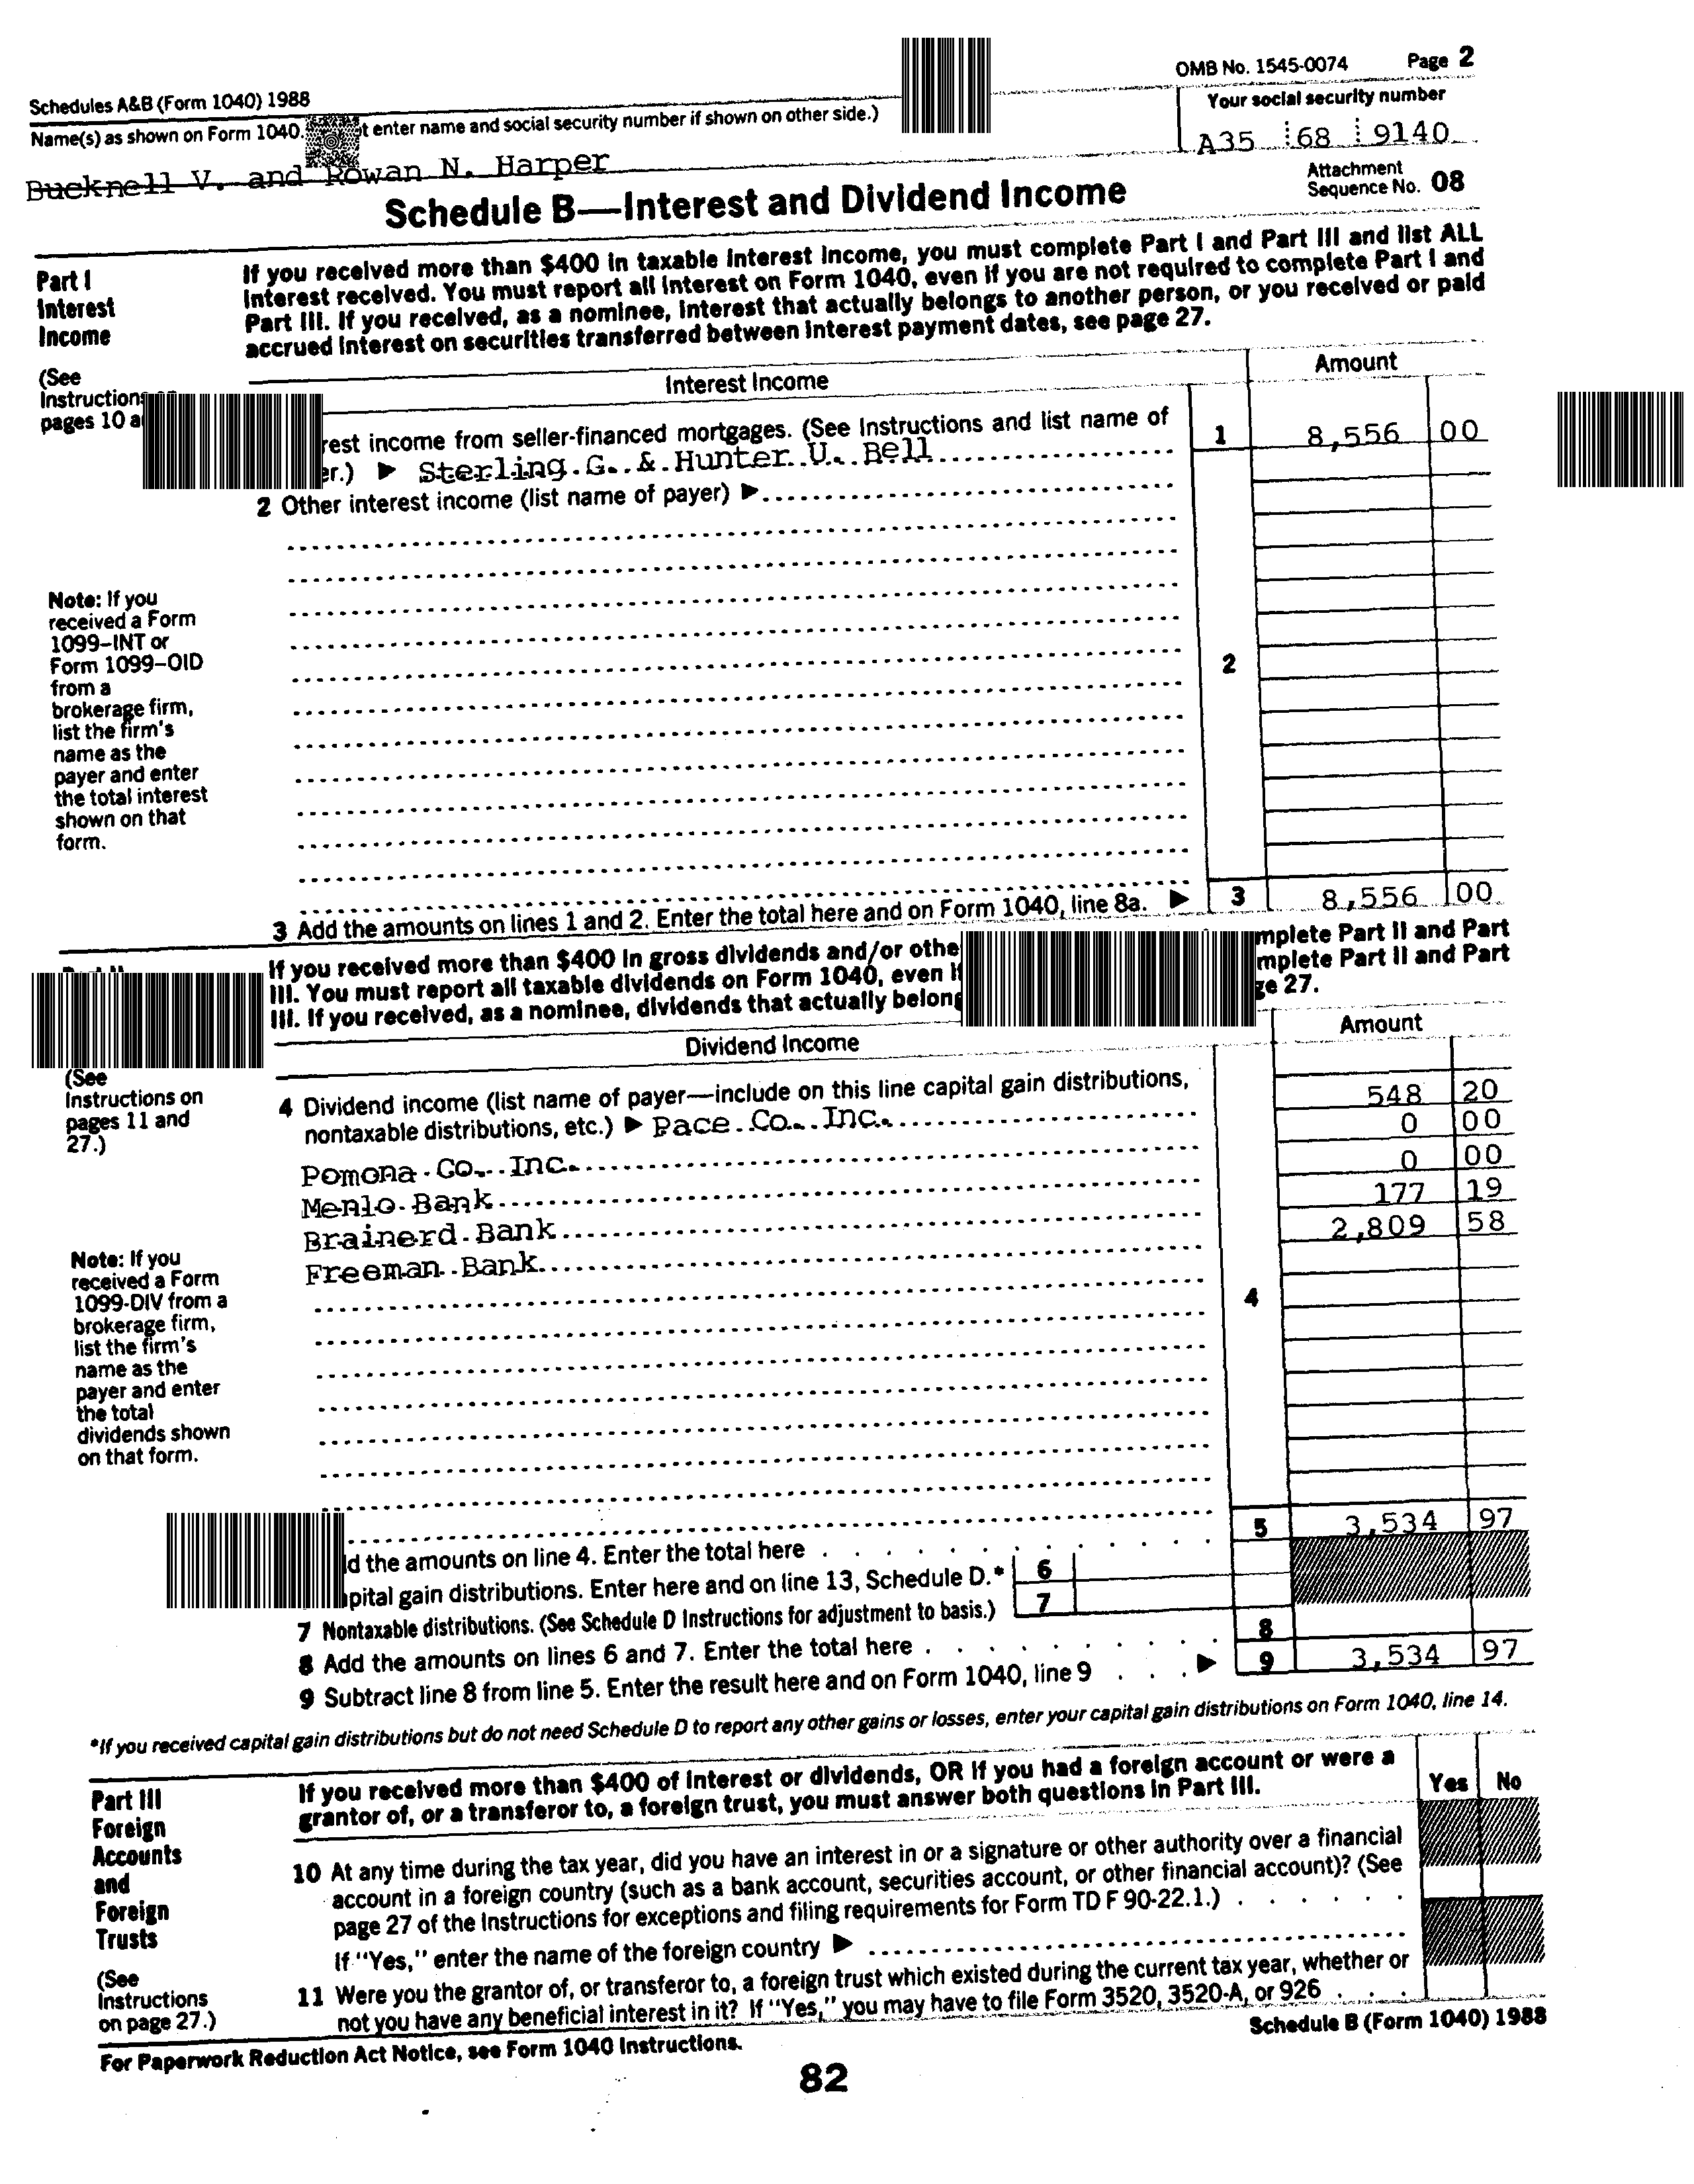 OMB No. 1545-0074 Page 2
Schedules A&B (Form 1040) 1988
Name(s) as shown on Form 1040. t enter name and social security number if shown on other side.)
Your social security number
Bucknell V. and Rowan N. Harper
A35 68 9140
Attachment
Sequence No. 08
Schedule B—Interest and Dividend Income
Part I
Interest
Income
(See
Instructions
pages 10 a
If you received more than $400 in taxable interest income, you must complete Part I and Part III and list ALL
interest received. You must report all interest on Form 1040, even if you are not required to complete Part I and
Part III. If you received, as a nominee, interest that actually belongs to another person, or you received or paid
accrued interest on securities transferred between interest payment dates, see page 27.
Interest Income Amount
rest income from seller-financed mortgages. (See Instructions and list name of
er.) ▶ Sterling G. & Hunter U. Bell 1 8,556 00
2 Other interest income (list name of payer) ▶
Note: If you
received a Form
1099–INT or
Form 1099–OID
from a
brokerage firm,
list the firm's
name as the
payer and enter
the total interest
shown on that
form.
2
3 Add the amounts on lines 1 and 2. Enter the total here and on Form 1040, line 8a. ▶ 3 8,556 00
If you received more than $400 in gross dividends and/or othe mplete Part II and Part
III. You must report all taxable dividends on Form 1040, even if mplete Part II and Part
III. If you received, as a nominee, dividends that actually belong ge 27.
(See
Instructions on
pages 11 and
27.)
Dividend Income Amount
4 Dividend income (list name of payer—include on this line capital gain distributions,
nontaxable distributions, etc.) ▶ Pace Co., Inc. 548 20
Pomona Co., Inc. 0 00
Menlo Bank 0 00
Brainerd Bank 177 19
Freeman Bank 2,809 58
Note: If you
received a Form
1099-DIV from a
brokerage firm,
list the firm's
name as the
payer and enter
the total
dividends shown
on that form.
4
d the amounts on line 4. Enter the total here 5 3,534 97
pital gain distributions. Enter here and on line 13, Schedule D.* 6
7 Nontaxable distributions. (See Schedule D Instructions for adjustment to basis.) 7
8 Add the amounts on lines 6 and 7. Enter the total here 8
9 Subtract line 8 from line 5. Enter the result here and on Form 1040, line 9 ▶ 9 3,534 97
*If you received capital gain distributions but do not need Schedule D to report any other gains or losses, enter your capital gain distributions on Form 1040, line 14.
Part III
Foreign
Accounts
and
Foreign
Trusts
(See
Instructions
on page 27.)
If you received more than $400 of interest or dividends, OR if you had a foreign account or were a
grantor of, or a transferor to, a foreign trust, you must answer both questions in Part III.
Yes No
10 At any time during the tax year, did you have an interest in or a signature or other authority over a financial
account in a foreign country (such as a bank account, securities account, or other financial account)? (See
page 27 of the Instructions for exceptions and filing requirements for Form TD F 90-22.1.)
If "Yes," enter the name of the foreign country ▶
11 Were you the grantor of, or transferor to, a foreign trust which existed during the current tax year, whether or
not you have any beneficial interest in it? If "Yes," you may have to file Form 3520, 3520-A, or 926
For Paperwork Reduction Act Notice, see Form 1040 Instructions.
Schedule B (Form 1040) 1988
82